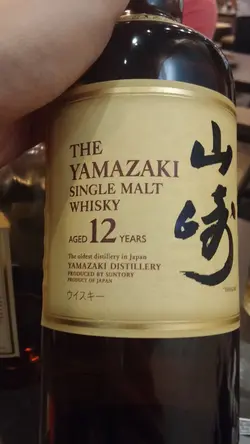 THE
YAMAZAKI
SINGLE MALT
WHISKY
AGED 12 YEARS
The oldest distillery in Japan
YAMAZAKI DISTILLERY
PRODUCED BY SUNTORY
PRODUCT OF JAPAN
ウイスキー
山崎